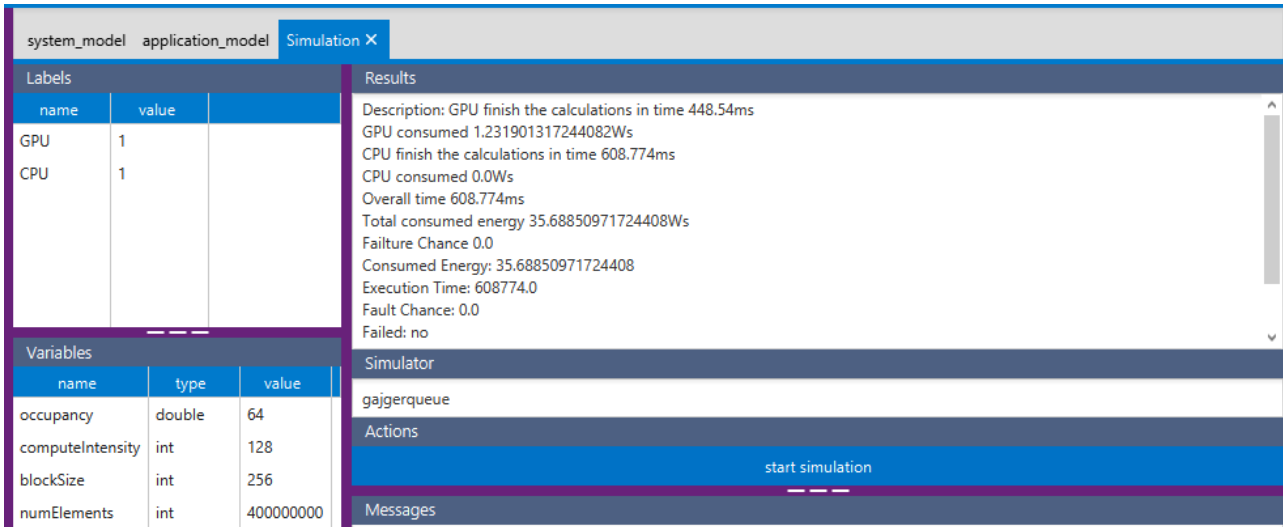 system_model application_model Simulation ✕
Labels
name value
GPU 1
CPU 1
Variables
name type value
occupancy double 64
computeIntensity int 128
blockSize int 256
numElements int 400000000
Results
Description: GPU finish the calculations in time 448.54ms
GPU consumed 1.231901317244082Ws
CPU finish the calculations in time 608.774ms
CPU consumed 0.0Ws
Overall time 608.774ms
Total consumed energy 35.68850971724408Ws
Failture Chance 0.0
Consumed Energy: 35.68850971724408
Execution Time: 608774.0
Fault Chance: 0.0
Failed: no
Simulator
gajgerqueue
Actions
start simulation
Messages